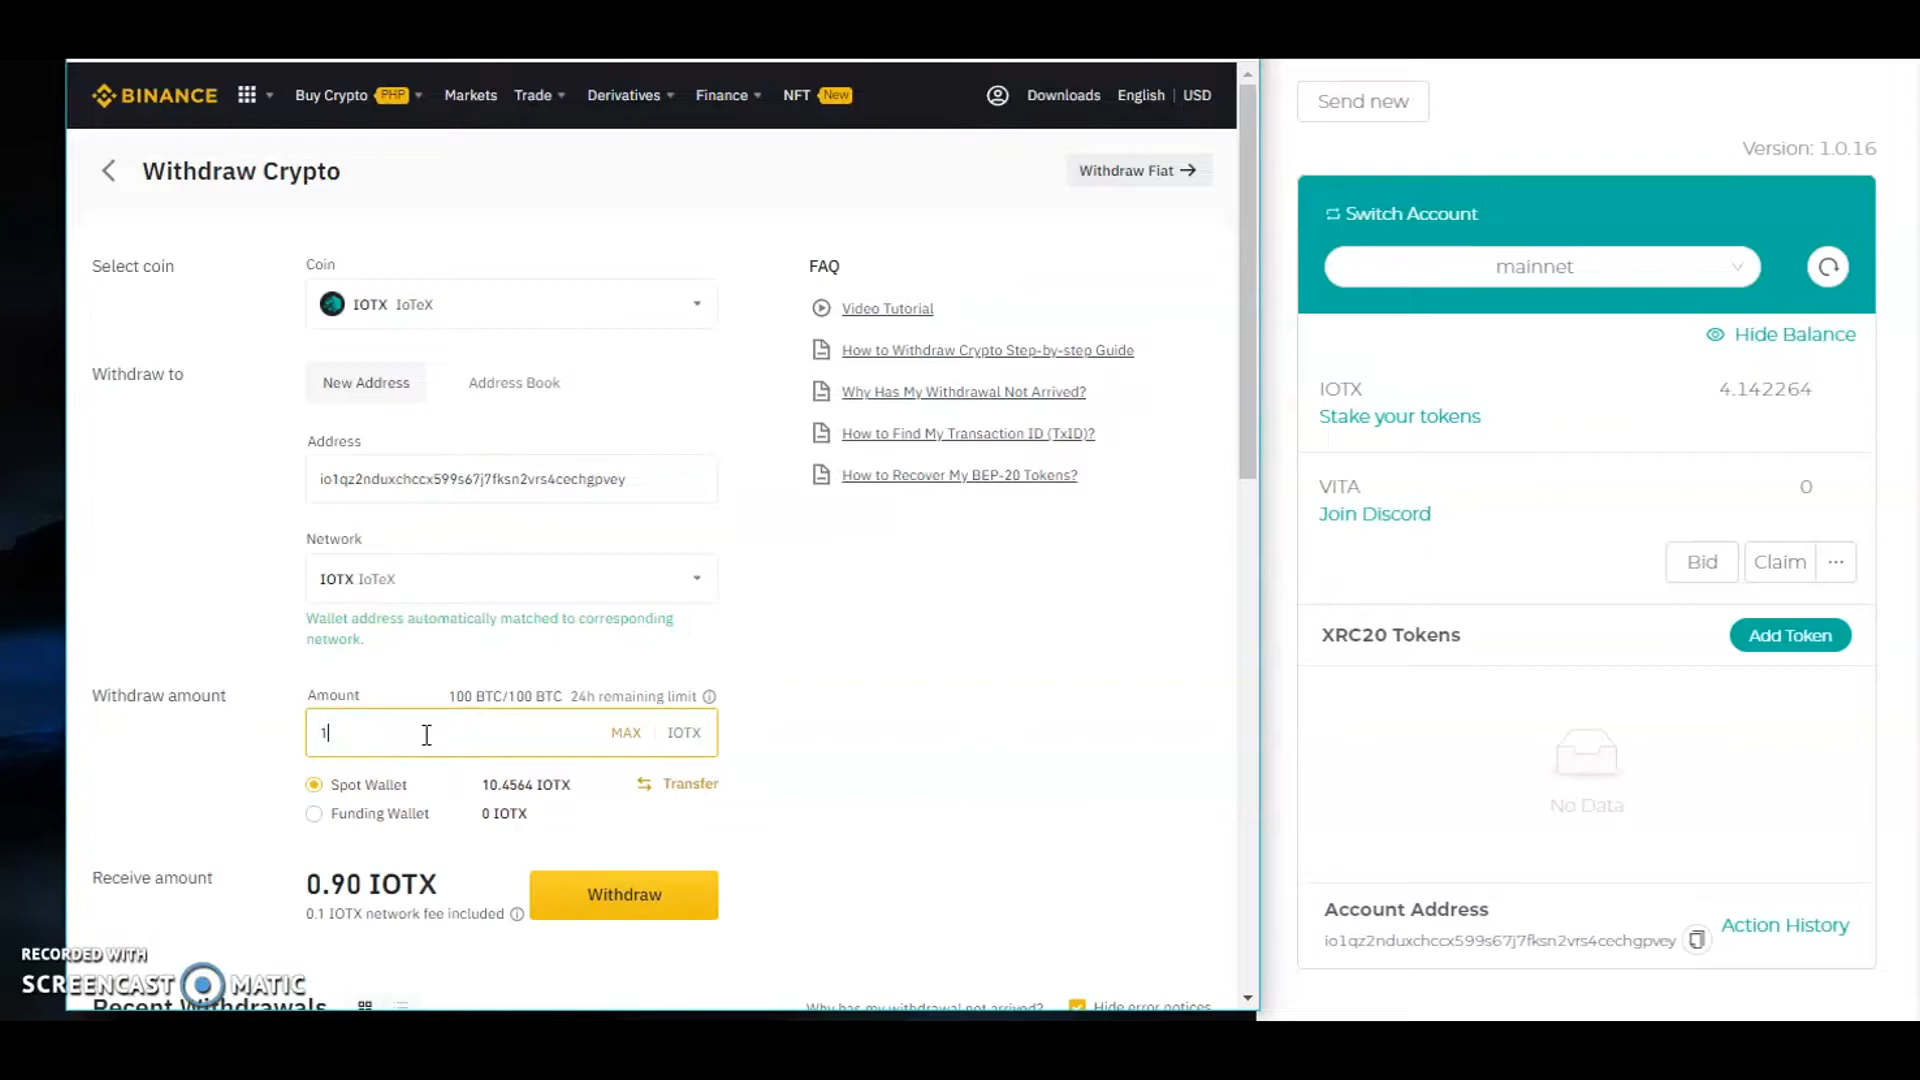 BINANCE
Buy Crypto PHP
Markets
Trade
Derivatives
Finance
NFT New
Downloads
English | USD
Withdraw Crypto
Withdraw Fiat
Select coin
Coin
IOTX IoTeX
Withdraw to
New Address
Address Book
Address
io1qz2nduxchccx599s67j7fksn2vrs4cechgpvey
Network
IOTX IoTeX
Wallet address automatically matched to corresponding
network.
Withdraw amount
Amount
100 BTC/100 BTC 24h remaining limit
1
MAX
IOTX
Spot Wallet
10.4564 IOTX
Transfer
Funding Wallet
0 IOTX
Receive amount
0.90 IOTX
0.1 IOTX network fee included
Withdraw
Recent Withdrawals
Why has my withdrawal not arrived?
Hide error notices
FAQ
Video Tutorial
How to Withdraw Crypto Step-by-step Guide
Why Has My Withdrawal Not Arrived?
How to Find My Transaction ID (TxID)?
How to Recover My BEP-20 Tokens?
Send new
Version: 1.0.16
Switch Account
mainnet
Hide Balance
IOTX
4.142264
Stake your tokens
VITA
0
Join Discord
Bid
Claim
...
XRC20 Tokens
Add Token
No Data
Account Address
io1qz2nduxchccx599s67j7fksn2vrs4cechgpvey
Action History
RECORDED WITH
SCREENCAST MATIC